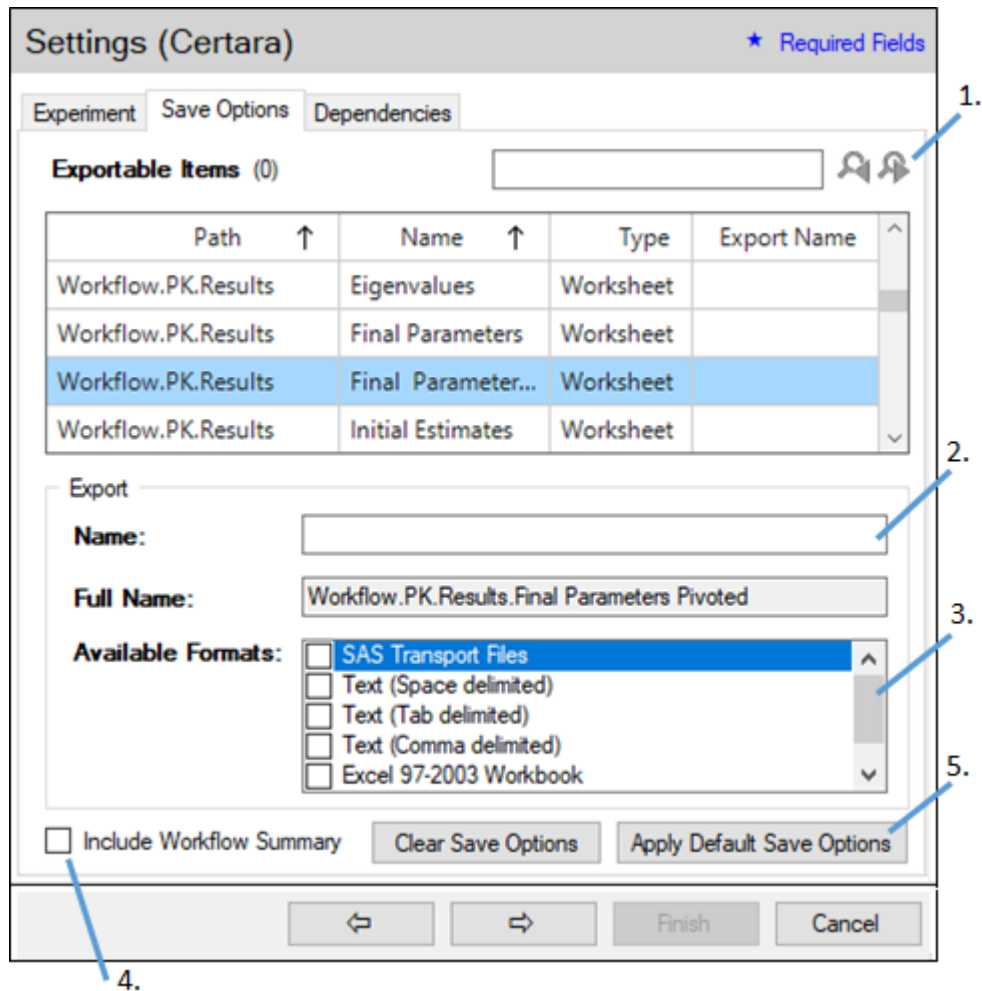 Settings (Certara)
★ Required Fields
1.
Experiment Save Options Dependencies
Exportable Items (0)
Path ↑ Name ↑ Type Export Name
Workflow.PK.Results Eigenvalues Worksheet
Workflow.PK.Results Final Parameters Worksheet
Workflow.PK.Results Final Parameter... Worksheet
Workflow.PK.Results Initial Estimates Worksheet
2.
Export
Name:
Full Name: Workflow.PK.Results.Final Parameters Pivoted
3.
Available Formats: SAS Transport Files
Text (Space delimited)
Text (Tab delimited)
Text (Comma delimited)
Excel 97-2003 Workbook
5.
Include Workflow Summary Clear Save Options Apply Default Save Options
⇦ ⇨ Finish Cancel
4.